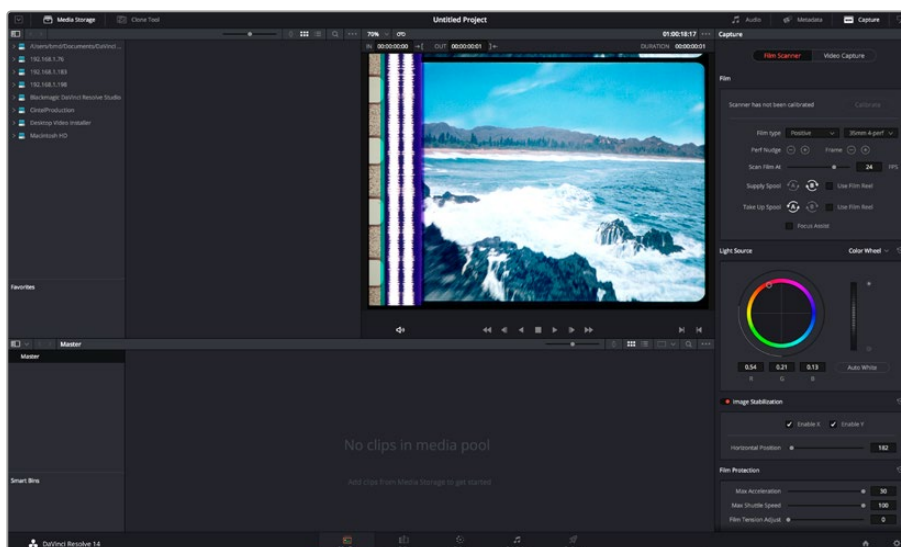 Media Storage Clone Tool Untitled Project Audio Metadata Capture
70% 01:00:18:17 Capture
IN 00:00:00:00 OUT 00:00:00:01 DURATION 00:00:00:01
/Users/bmd/Documents/DaVinci ...
192.168.1.76
192.168.1.183
192.168.1.198
Blackmagic DaVinci Resolve Studio
CintelProduction
Desktop Video Installer
Macintosh HD
Favorites
Film Scanner Video Capture
Film
Scanner has not been calibrated Calibrate
Film type Positive 35mm 4-perf
Perf Nudge Frame
Scan Film At 24 FPS
Supply Spool A B Use Film Reel
Take Up Spool A B Use Film Reel
Focus Assist
Light Source Color Wheel
0.54 0.21 0.13 Auto White
R G B
Image Stabilization
Enable X Enable Y
Horizontal Position 182
Film Protection
Max Acceleration 30
Max Shuttle Speed 100
Film Tension Adjust 0
Master
Master
No clips in media pool
Add clips from Media Storage to get started
Smart Bins
DaVinci Resolve 14